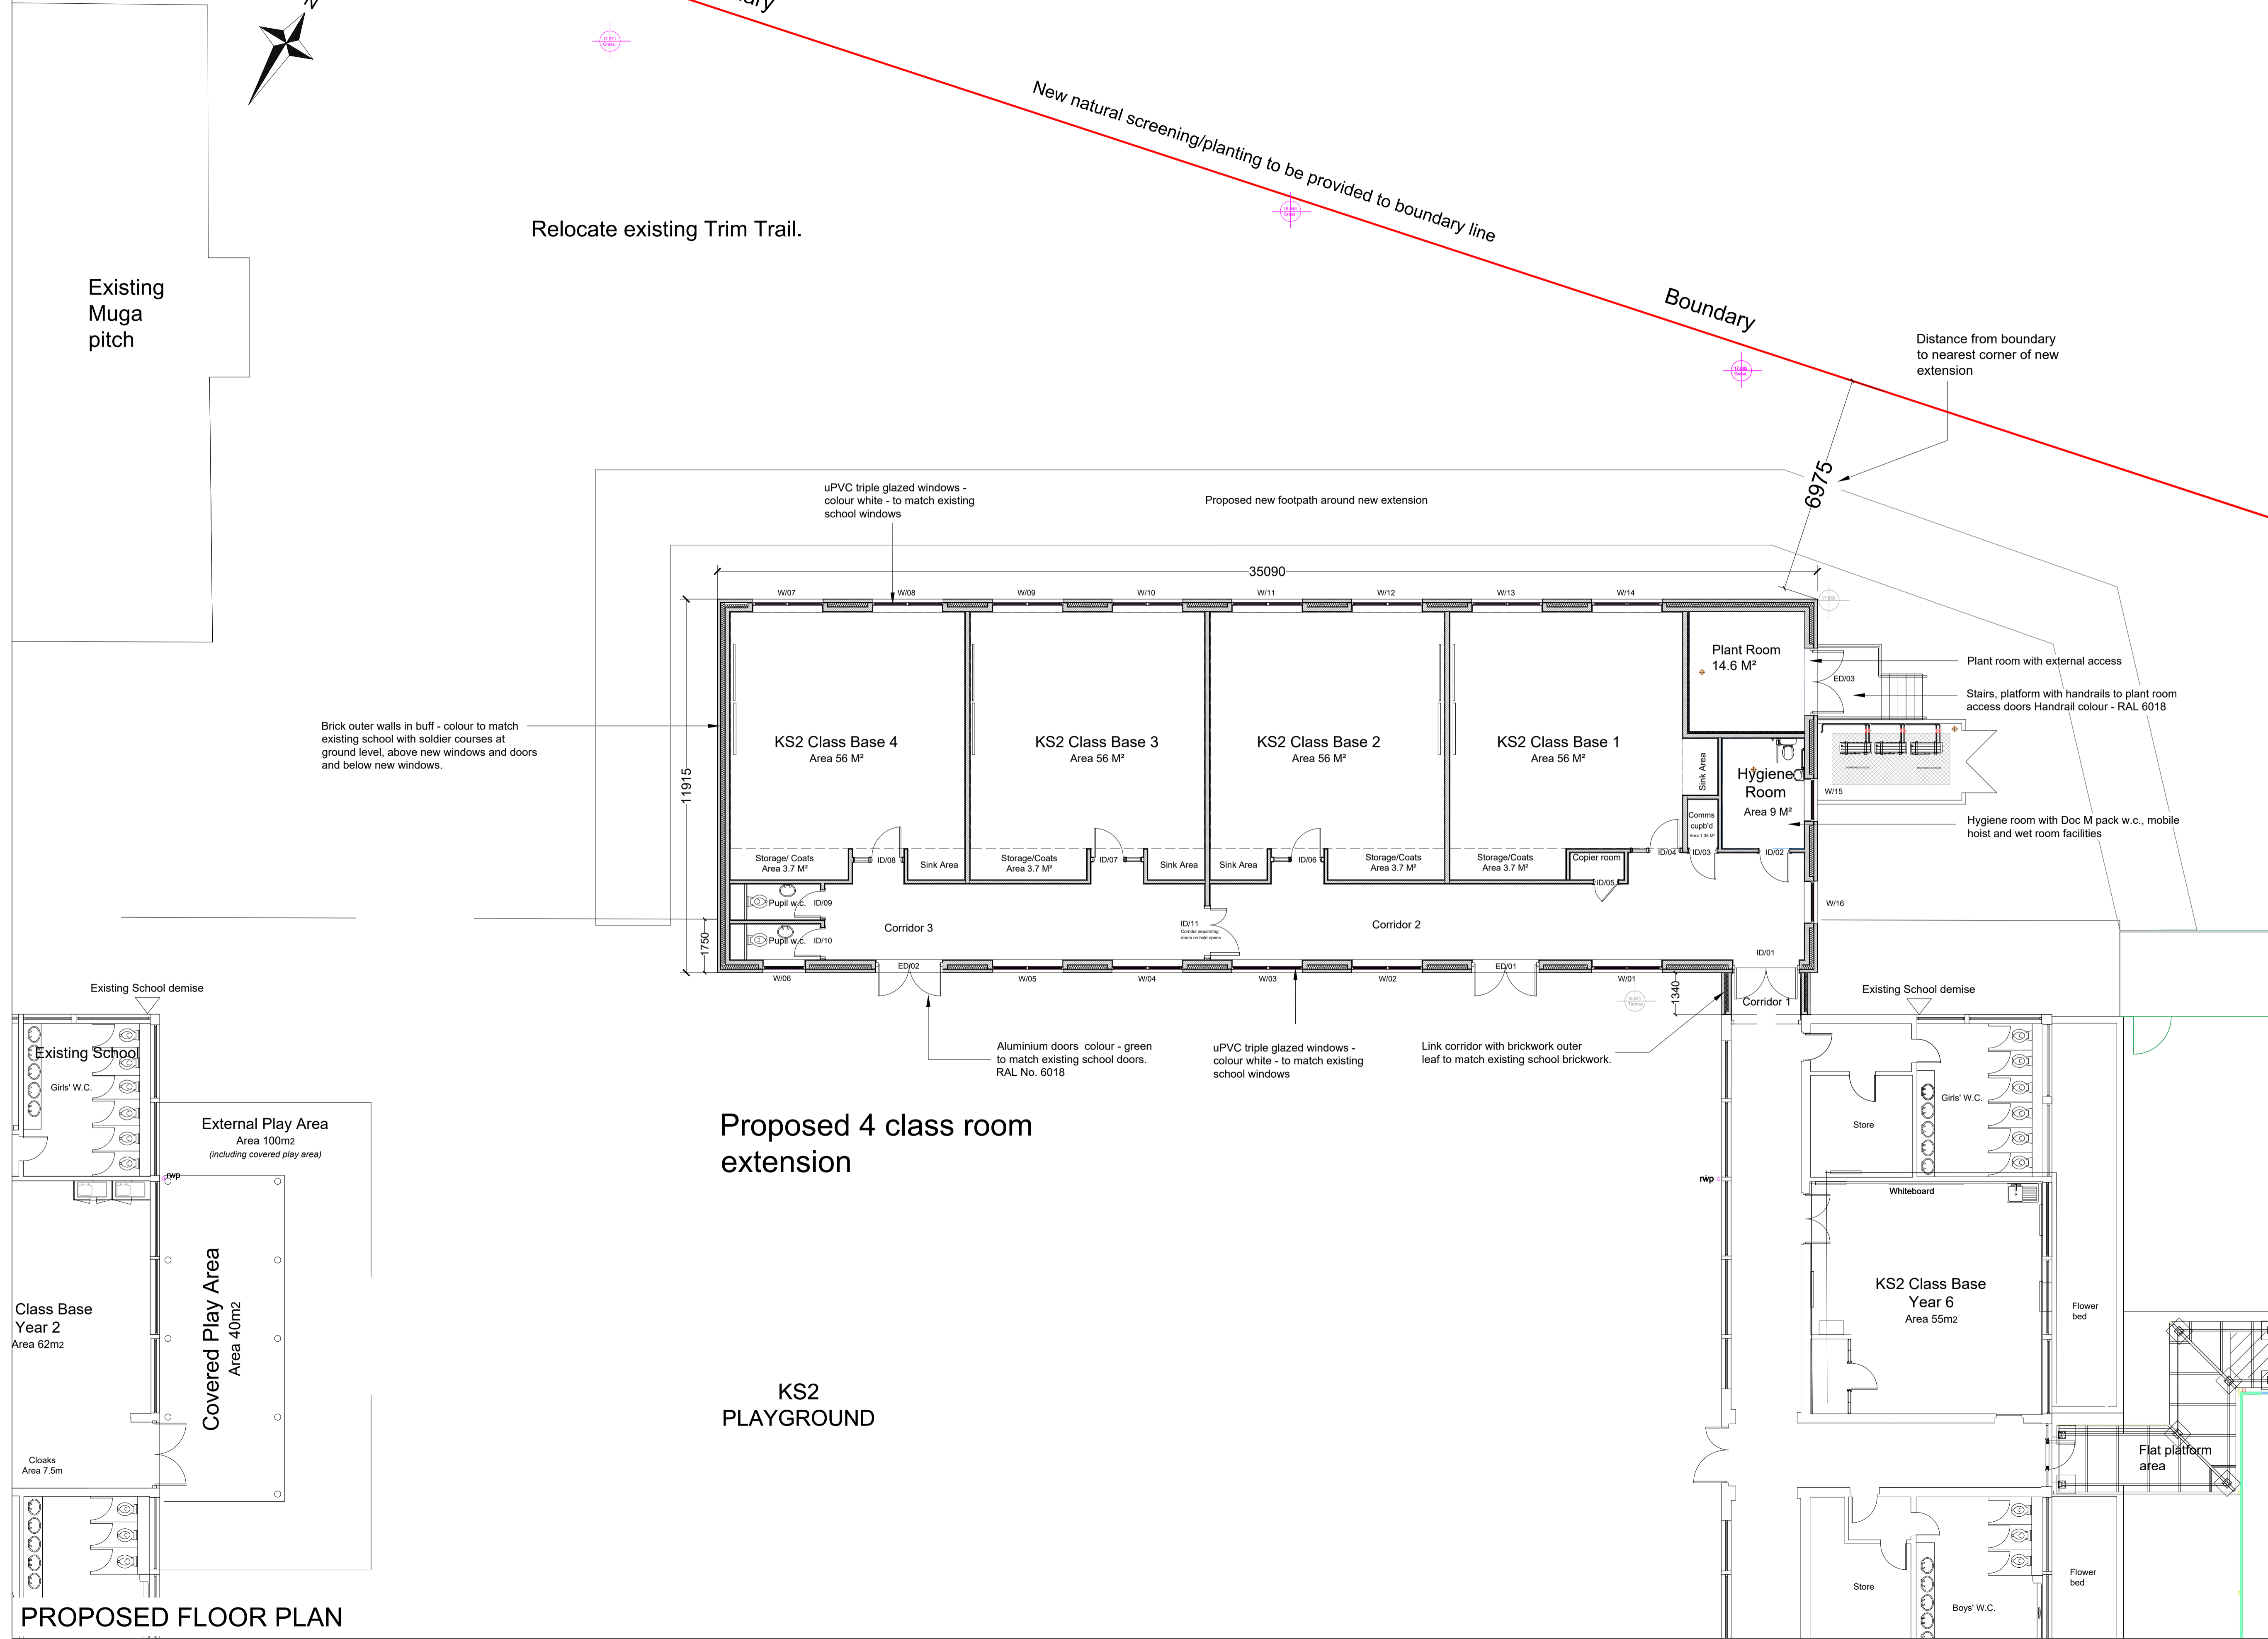 N
Boundary
New natural screening/planting to be provided to boundary line
Relocate existing Trim Trail.
Existing
Muga
pitch
Boundary
Distance from boundary
to nearest corner of new
extension
6975
uPVC triple glazed windows -
colour white - to match existing
school windows
Proposed new footpath around new extension
35090
W/07
W/08
W/09
W/10
W/11
W/12
W/13
W/14
Plant Room
14.6 M²
ED/03
Plant room with external access
Stairs, platform with handrails to plant room
access doors Handrail colour - RAL 6018
Brick outer walls in buff - colour to match
existing school with soldier courses at
ground level, above new windows and doors
and below new windows.
11915
KS2 Class Base 4
Area 56 M²
KS2 Class Base 3
Area 56 M²
KS2 Class Base 2
Area 56 M²
KS2 Class Base 1
Area 56 M²
Sink Area
Hygiene
Room
Area 9 M²
W/15
Comms
cupb'd
Area 1.35 M²
Hygiene room with Doc M pack w.c., mobile
hoist and wet room facilities
Storage/ Coats
Area 3.7 M²
ID/08
Sink Area
Storage/Coats
Area 3.7 M²
ID/07
Sink Area
Sink Area
ID/06
Storage/Coats
Area 3.7 M²
Storage/Coats
Area 3.7 M²
Copier room
ID/05
ID/04
ID/03
ID/02
Pupil w.c.
ID/09
Pupil w.c.
ID/10
Corridor 3
ID/11
Corridor separating
doors on hold opens
Corridor 2
W/16
ID/01
1750
W/06
ED/02
W/05
W/04
W/03
W/02
ED/01
W/01
1340
Corridor 1
Existing School demise
Existing School demise
Aluminium doors colour - green
to match existing school doors.
RAL No. 6018
uPVC triple glazed windows -
colour white - to match existing
school windows
Link corridor with brickwork outer
leaf to match existing school brickwork.
Existing School
Girls' W.C.
External Play Area
Area 100m2
(including covered play area)
rwp
Proposed 4 class room
extension
rwp
Store
Girls' W.C.
Whiteboard
Covered Play Area
Area 40m2
Class Base
Year 2
Area 62m2
KS2 Class Base
Year 6
Area 55m2
Flower
bed
KS2
PLAYGROUND
Cloaks
Area 7.5m
Flat platform
area
Store
Boys' W.C.
Flower
bed
PROPOSED FLOOR PLAN